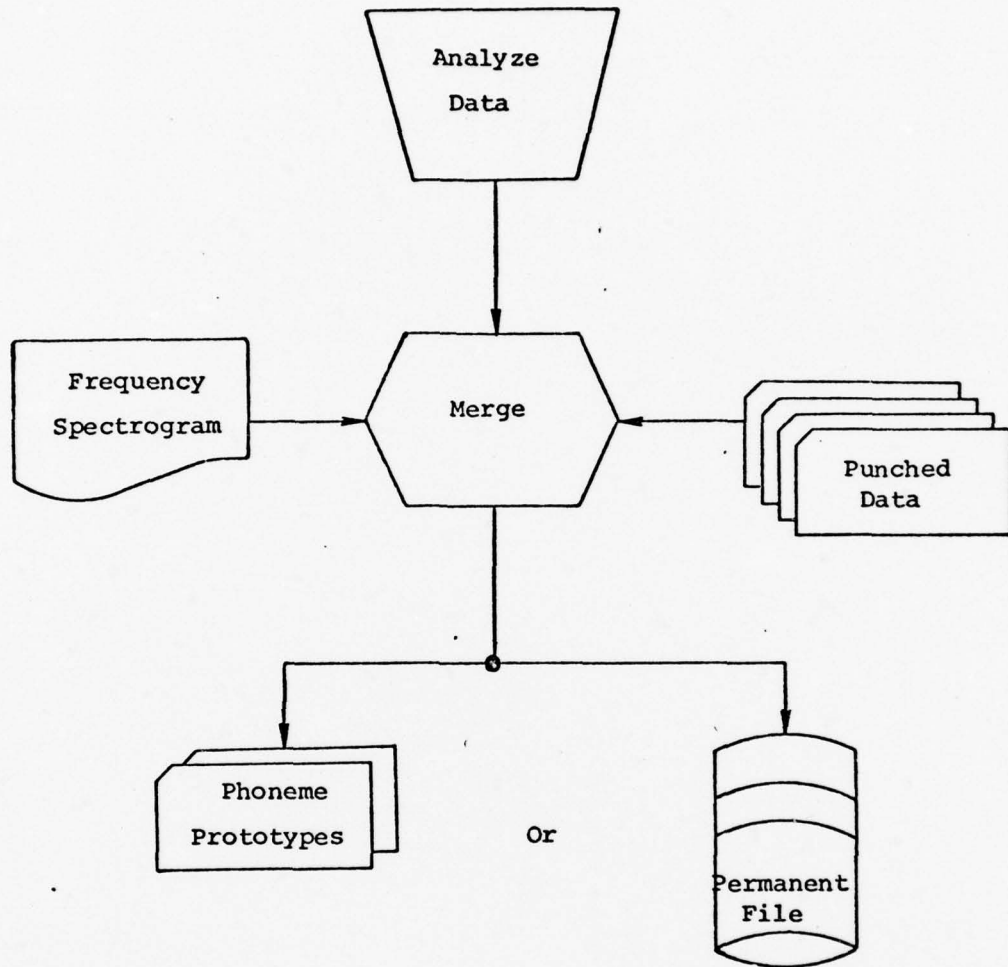 Analyze
Data
Frequency
Spectrogram
Merge
Punched
Data
Phoneme
Prototypes
Or
Permanent
File